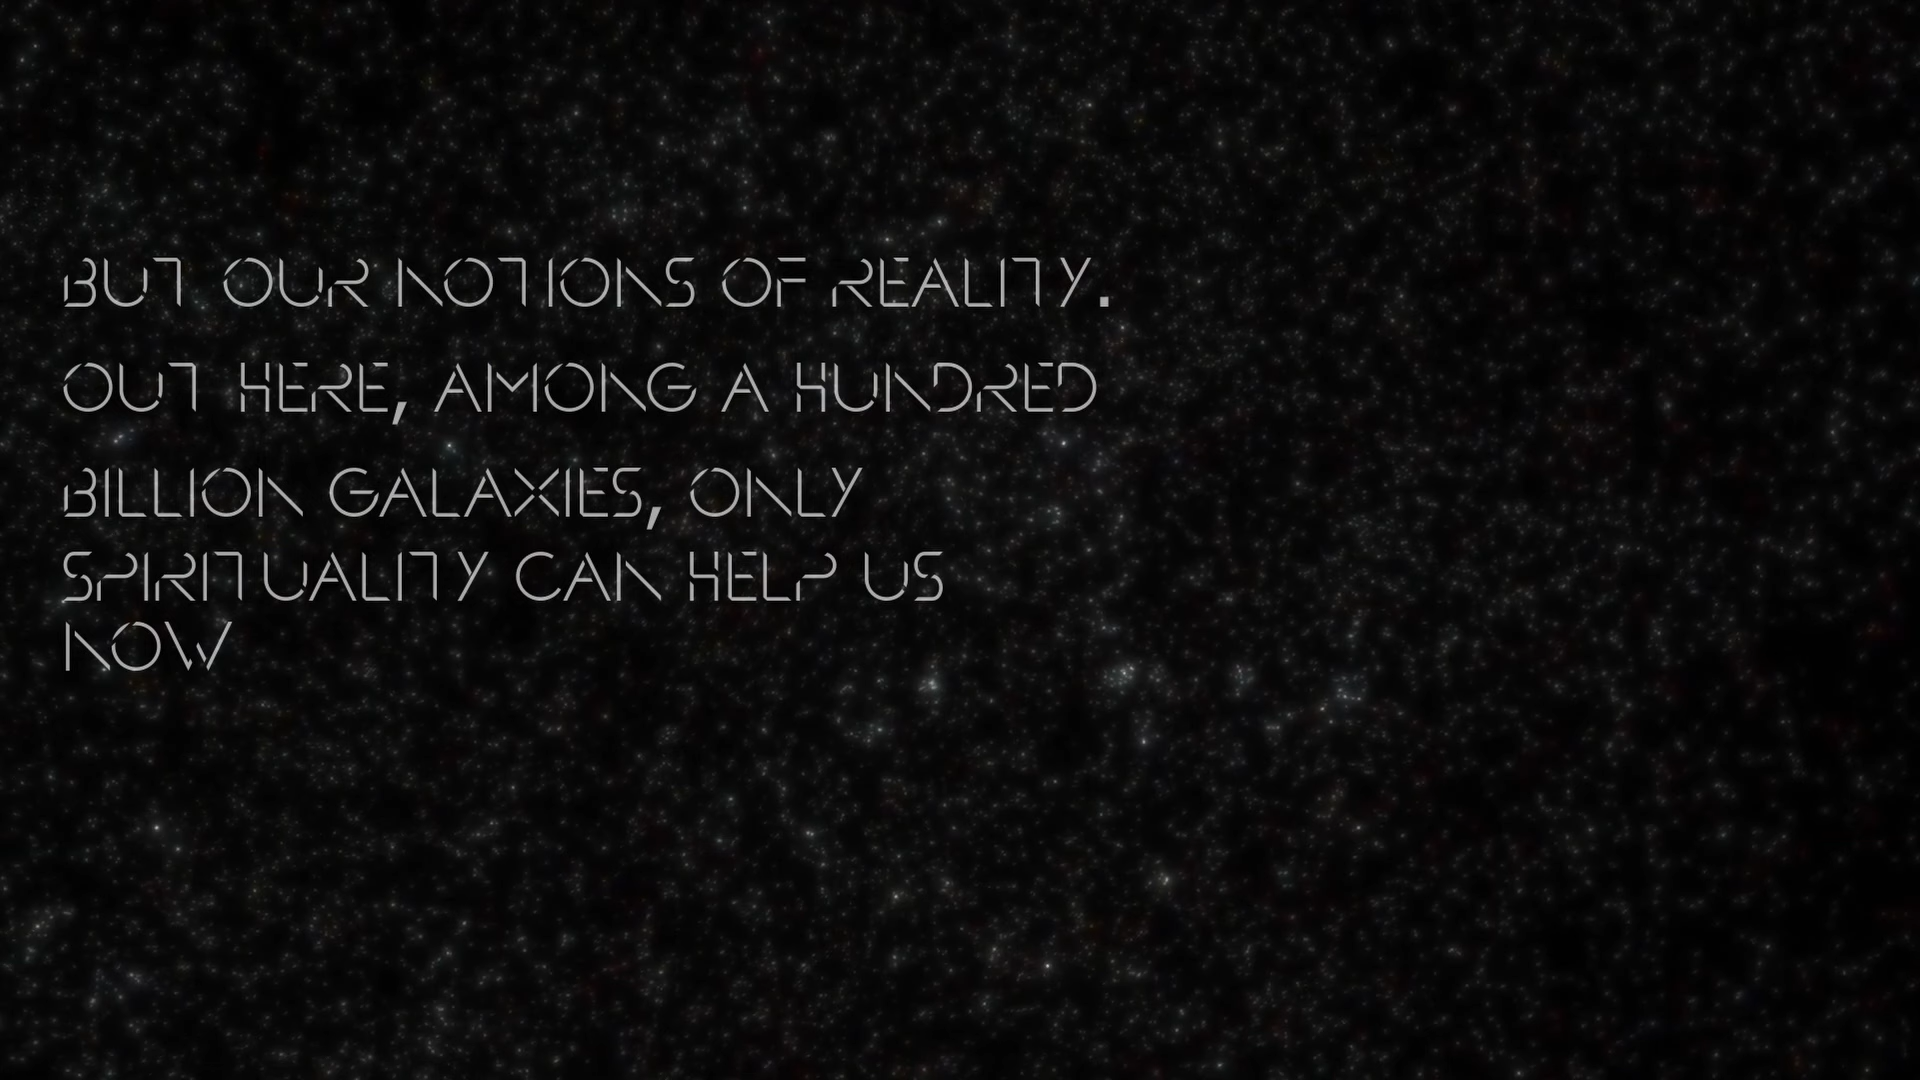 BUT OUR NOTIONS OF REALITY.
OUT HERE, AMONG A HUNDRED
BILLION GALAXIES, ONLY
SPIRITUALITY CAN HELP US
NOW